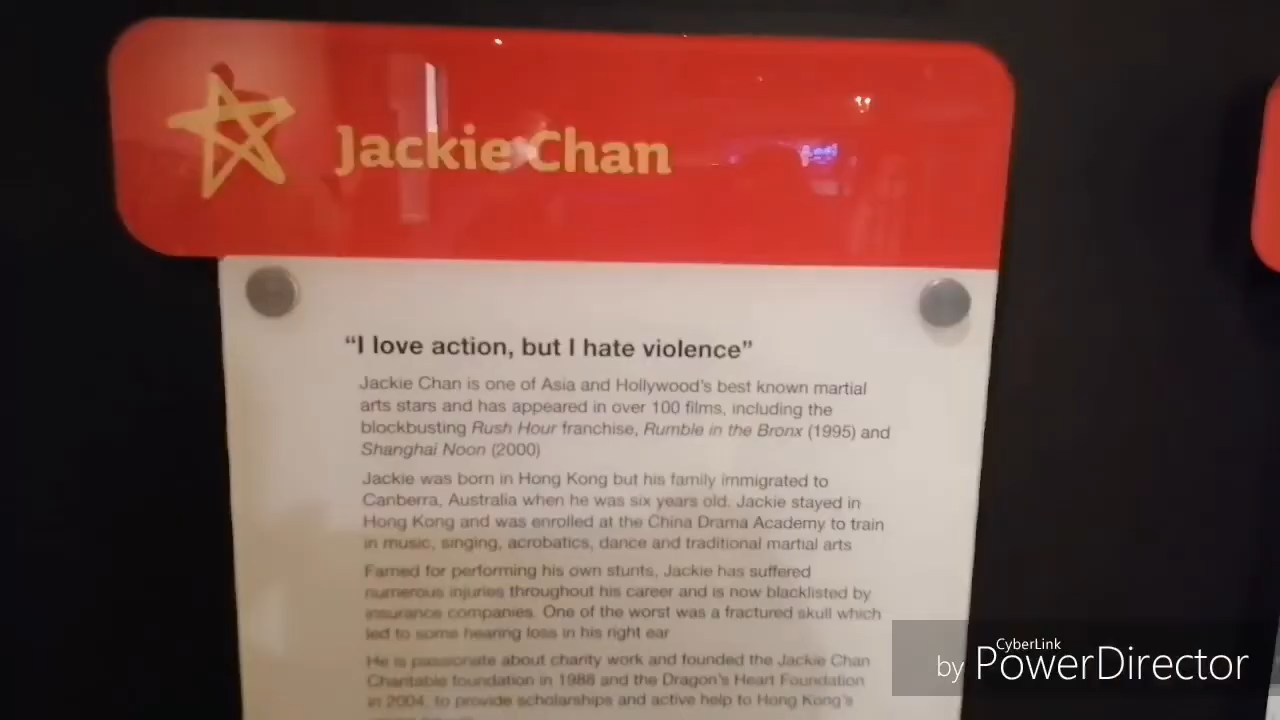 Jackie Chan
“I love action, but I hate violence”
Jackie Chan is one of Asia and Hollywood's best known martial
arts stars and has appeared in over 100 films, including the
blockbusting Rush Hour franchise, Rumble in the Bronx (1995) and
Shanghai Noon (2000)
Jackie was born in Hong Kong but his family immigrated to
Canberra, Australia when he was six years old. Jackie stayed in
Hong Kong and was enrolled at the China Drama Academy to train
in music, singing, acrobatics, dance and traditional martial arts
Famed for performing his own stunts, Jackie has suffered
numerous injuries throughout his career and is now blacklisted by
insurance companies. One of the worst was a fractured skull which
led to some hearing loss in his right ear
He is passionate about charity work and founded the Jackie Chan
Charitable foundation in 1988 and the Dragon's Heart Foundation
in 2004, to provide scholarships and active help to Hong Kong's
by CyberLink PowerDirector